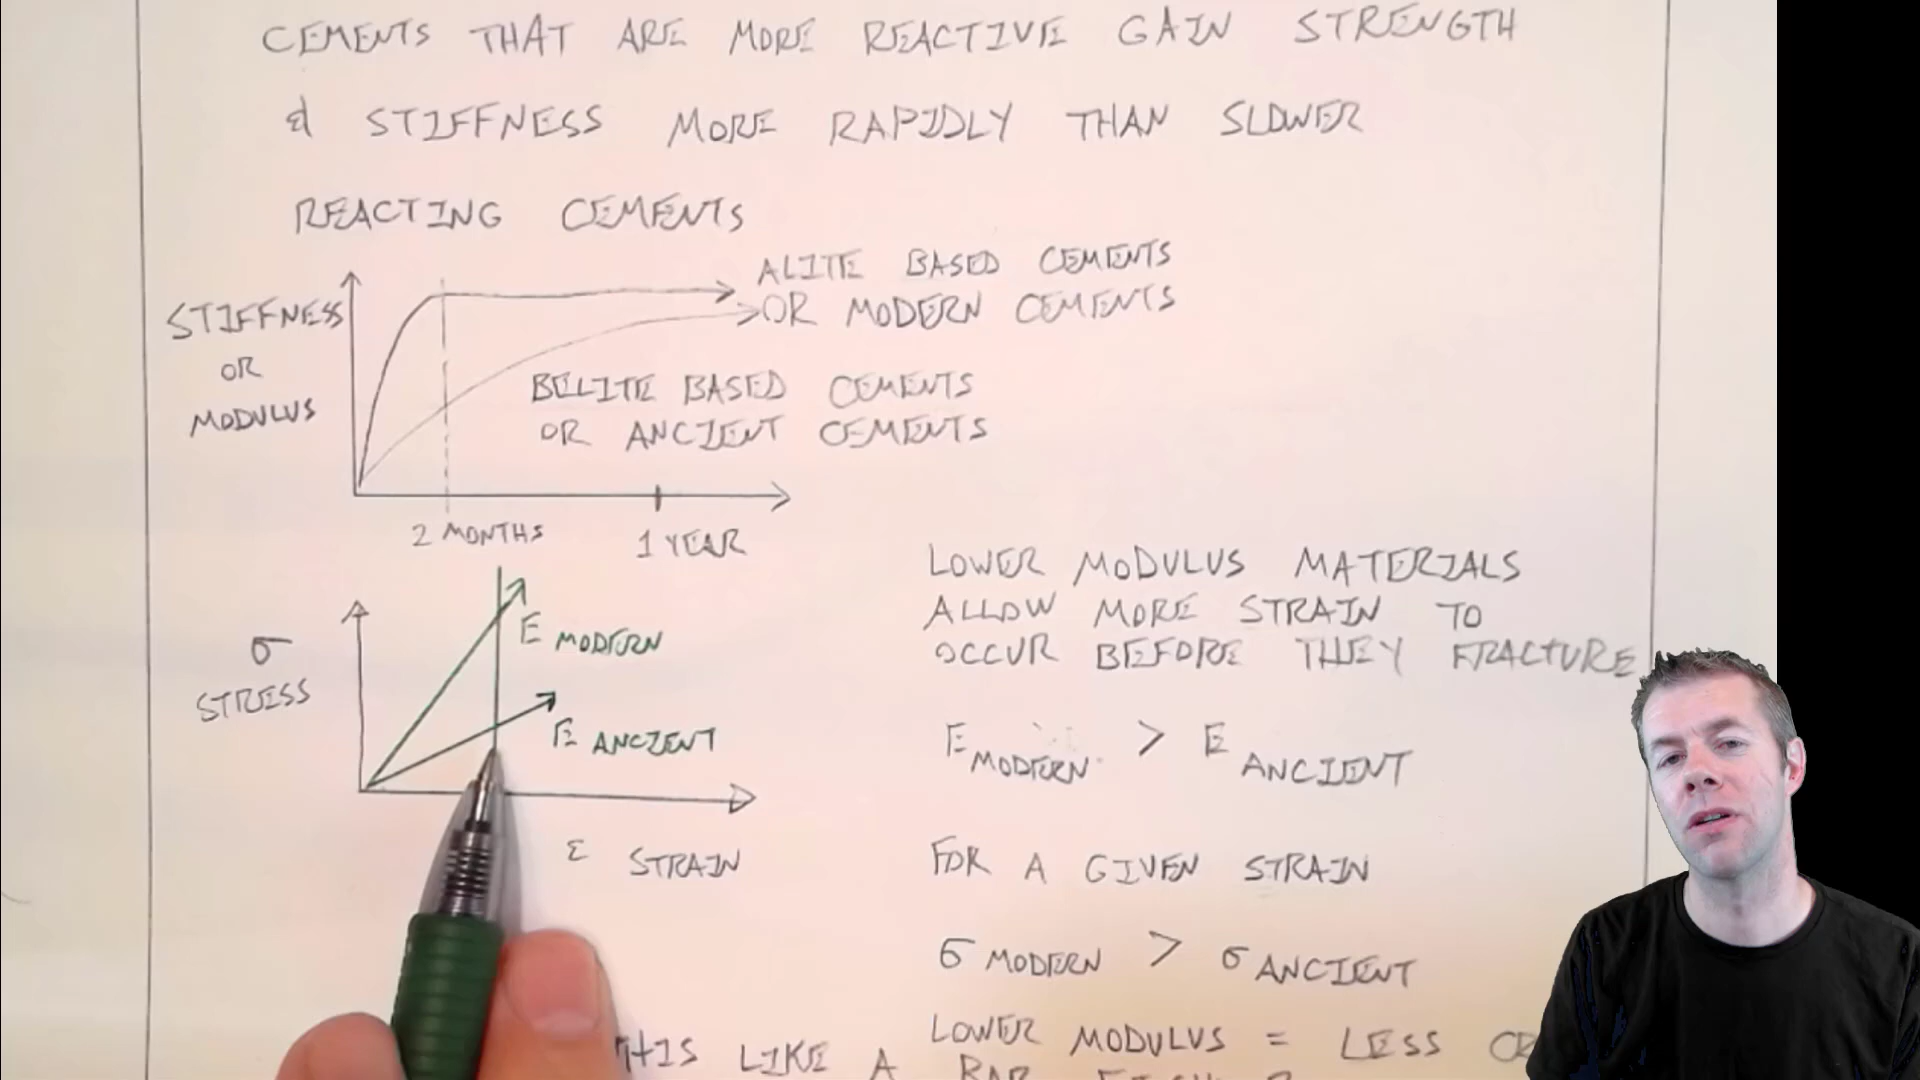 CEMENTS THAT ARE MORE REACTIVE GAIN STRENGTH
& STIFFNESS MORE RAPIDLY THAN SLOWER
REACTING CEMENTS
STIFFNESS
OR
MODULUS
ALITE BASED CEMENTS
OR MODERN CEMENTS
BELITE BASED CEMENTS
OR ANCIENT CEMENTS
2 MONTHS
1 YEAR
σ
STRESS
E MODERN
E ANCIENT
ε STRAIN
LOWER MODULUS MATERIALS
ALLOW MORE STRAIN TO
OCCUR BEFORE THEY FRACTURE
E MODERN > E ANCIENT
FOR A GIVEN STRAIN
σ MODERN > σ ANCIENT
LOWER MODULUS = LESS
LIKE A